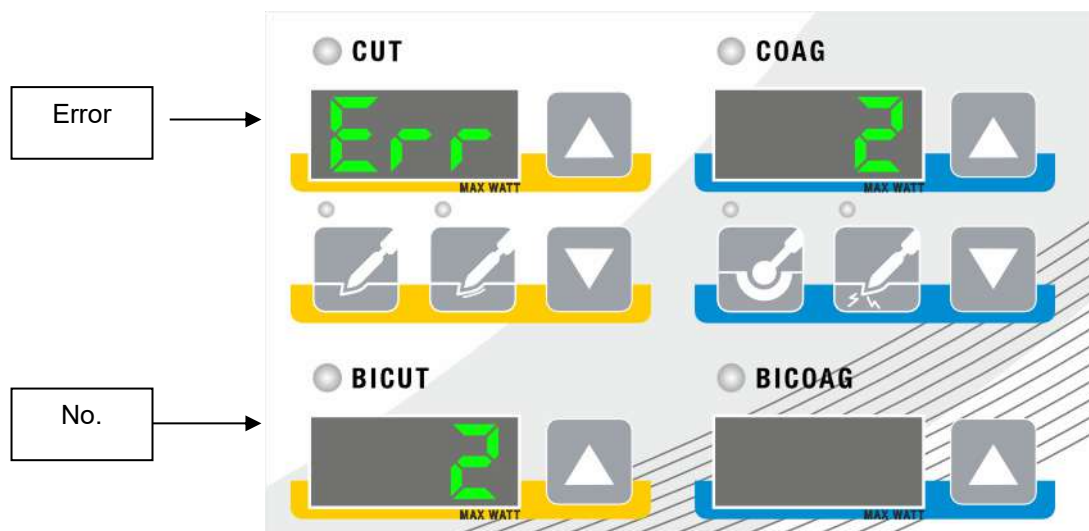 CUT
COAG
Error
Err
2
MAX WATT
MAX WATT
BICUT
BICOAG
No.
2
MAX WATT
MAX WATT